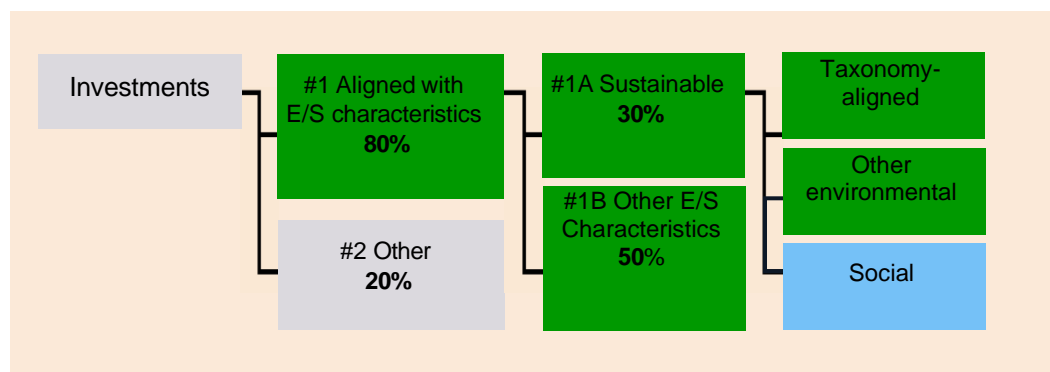 Investments
#1 Aligned with
E/S characteristics
80%
#2 Other
20%
#1A Sustainable
30%
#1B Other E/S
Characteristics
50%
Taxonomy-
aligned
Other
environmental
Social